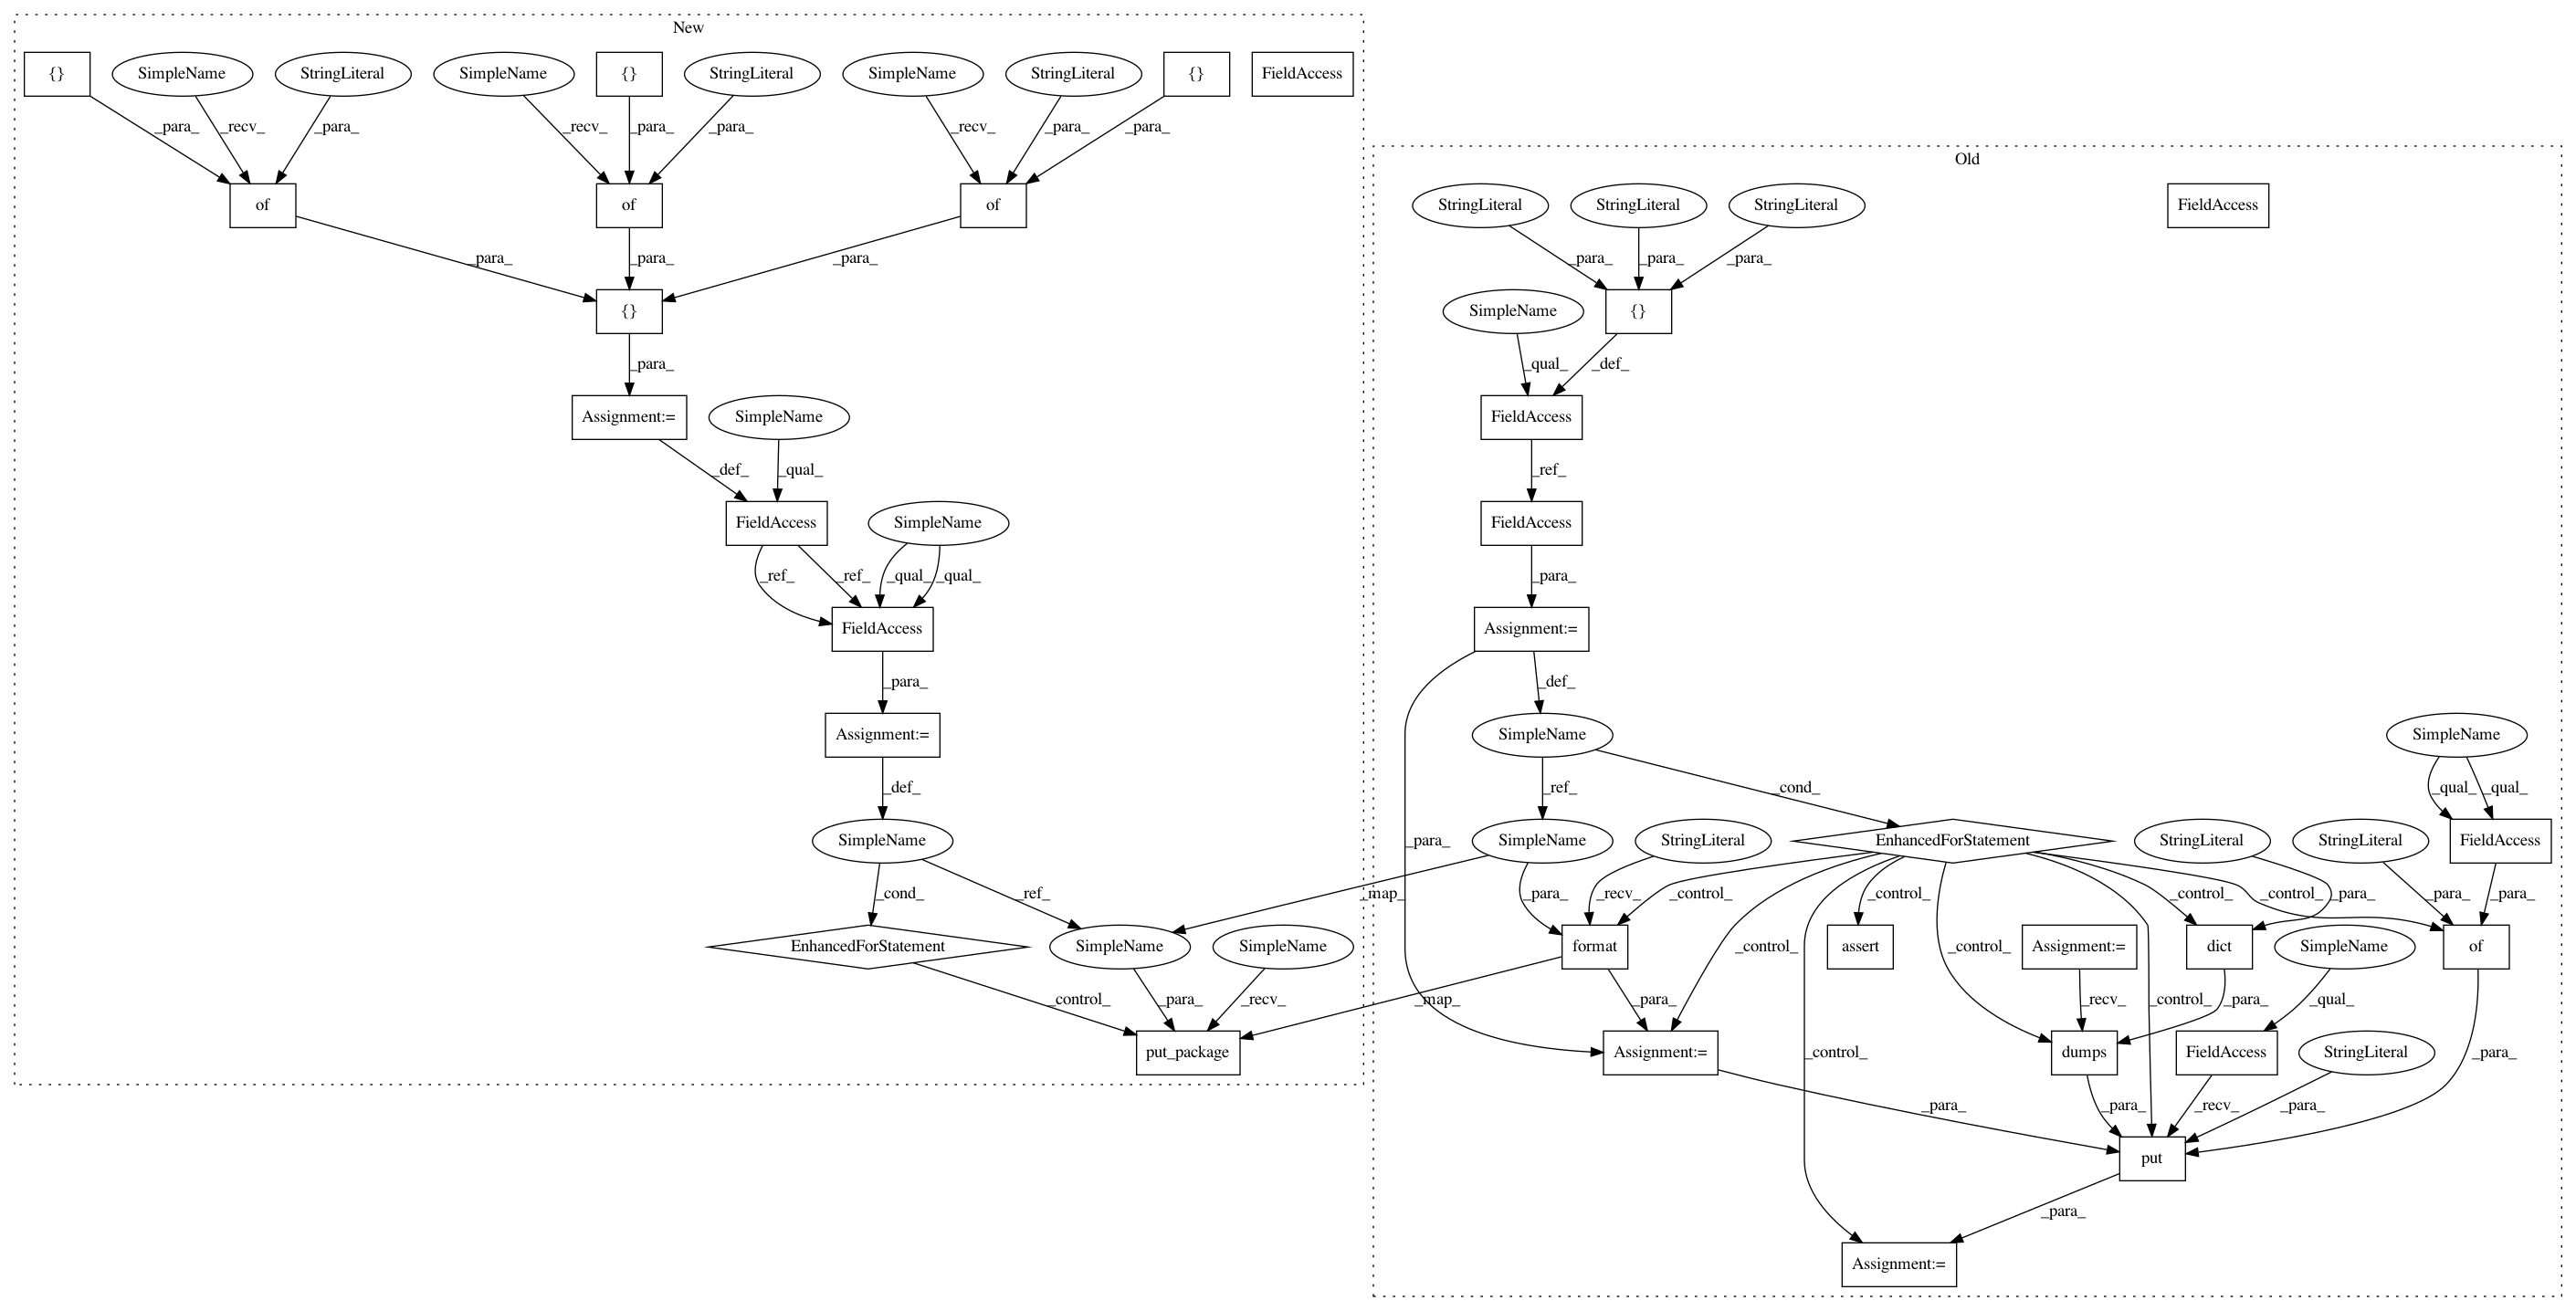 New
{}
SimpleName
StringLiteral
SimpleName
{}
StringLiteral
SimpleName
StringLiteral
{}
FieldAccess
_para_
_recv_
_para_
_recv_
_para_
_para_
_recv_
_para_
_para_
of
of
of
_para_
_para_
_para_
{}
_para_
Assignment:=
SimpleName
_def_
_qual_
FieldAccess
SimpleName
_ref_
_ref_
_qual_
_qual_
FieldAccess
_para_
Assignment:=
_def_
SimpleName
_cond_
_ref_
EnhancedForStatement
SimpleName
SimpleName
_control_
_para_
_recv_
put_package
Old
StringLiteral
StringLiteral
StringLiteral
FieldAccess
_para_
_para_
_para_
SimpleName
{}
_qual_
_def_
FieldAccess
_ref_
FieldAccess
_para_
Assignment:=
_def_
SimpleName
SimpleName
_ref_
_cond_
_qual_
_qual_
_para_
SimpleName
StringLiteral
EnhancedForStatement
StringLiteral
StringLiteral
FieldAccess
_map_
_para_
_recv_
_control_
_control_
_control_
_control_
_para_
_para_
_para_
format
_control_
assert
_control_
Assignment:=
dict
SimpleName
of
_map_
_para_
_recv_
_control_
_para_
_qual_
Assignment:=
_control_
dumps
FieldAccess
StringLiteral
_para_
_para_
_para_
_recv_
_para_
put
_para_
Assignment:=